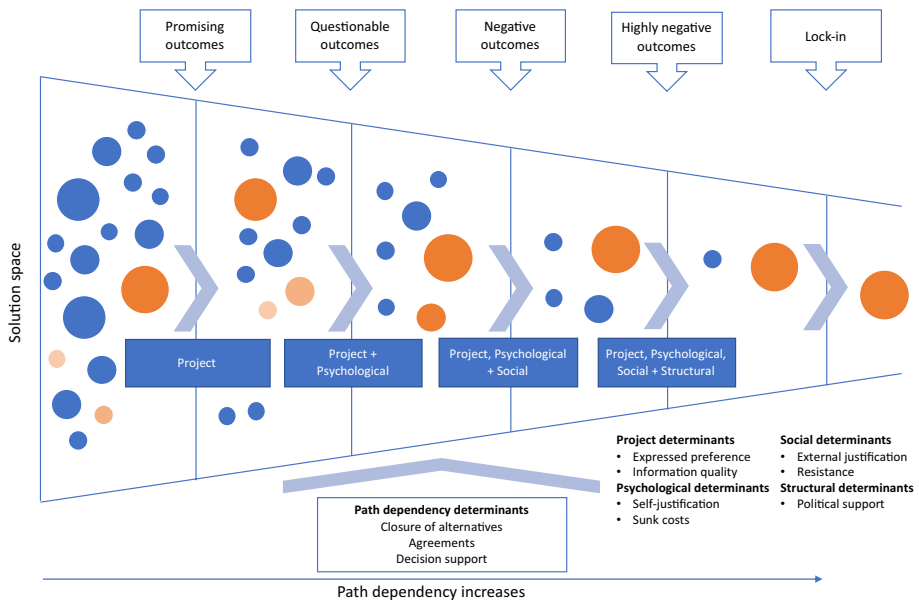 Promising
outcomes
Questionable
outcomes
Negative
outcomes
Highly negative
outcomes
Lock-in
Solution space
Project
Project +
Psychological
Project, Psychological
+ Social
Project, Psychological,
Social + Structural
Project determinants
• Expressed preference
• Information quality
Psychological determinants
• Self-justification
• Sunk costs
Social determinants
• External justification
• Resistance
Structural determinants
• Political support
Path dependency determinants
Closure of alternatives
Agreements
Decision support
Path dependency increases